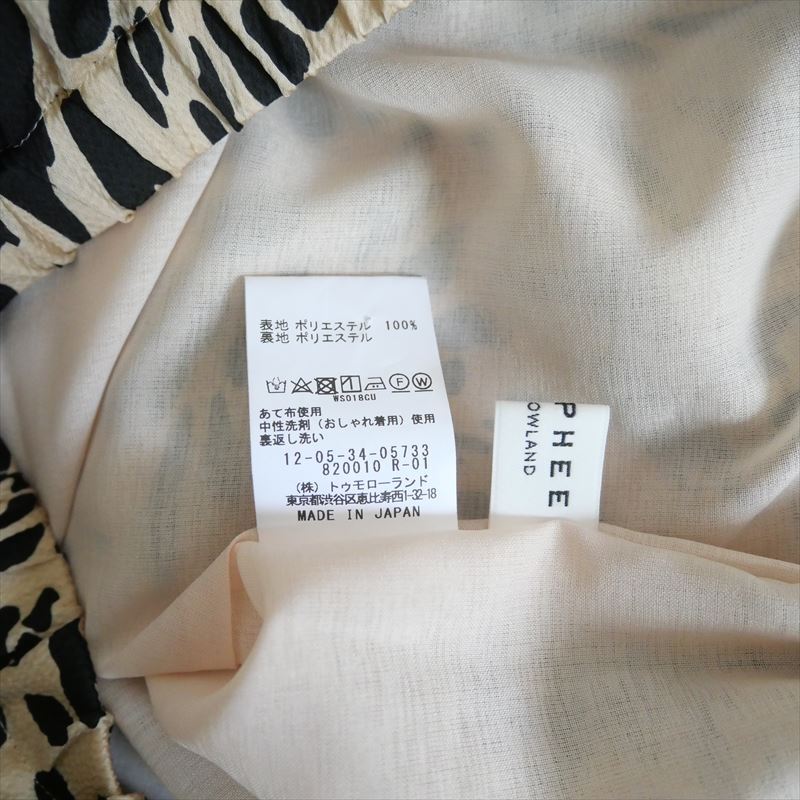 表地 ポリエステル 100%
裏地 ポリエステル
F W
WS018CU
あて布使用
中性洗剤（おしゃれ着用）使用
裏返し洗い
12-05-34-05733
820010 R-01
（株）トゥモローランド
東京都渋谷区恵比寿西1-32-18
MADE IN JAPAN
PHEE
OWLAND